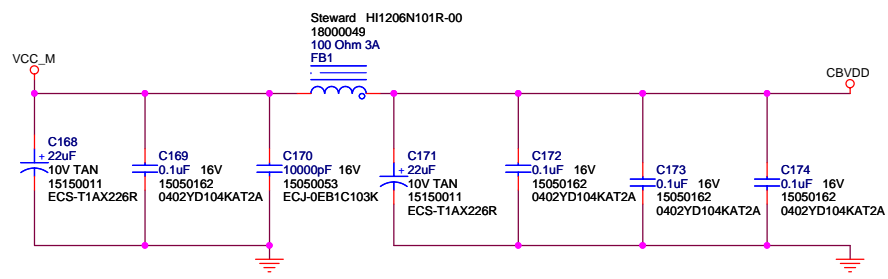 Steward HI1206N101R-00
18000049
100 Ohm 3A
FB1
VCC_M
CBVDD
C168
+ 22uF
10V TAN
15150011
ECS-T1AX226R
C169
0.1uF 16V
15050162
0402YD104KAT2A
C170
10000pF 16V
15050053
ECJ-0EB1C103K
C171
+ 22uF
10V TAN
15150011
ECS-T1AX226R
C172
0.1uF 16V
15050162
0402YD104KAT2A
C173
0.1uF 16V
15050162
0402YD104KAT2A
C174
0.1uF 16V
15050162
0402YD104KAT2A